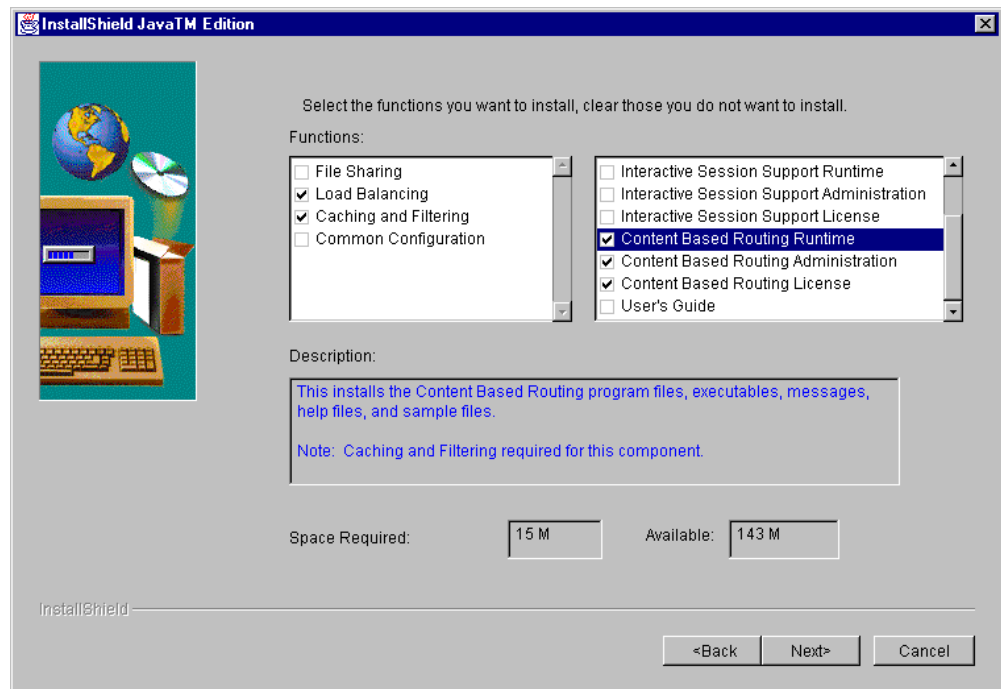 InstallShield JavaTM Edition
Select the functions you want to install, clear those you do not want to install.
Functions:
File Sharing
Load Balancing
Caching and Filtering
Common Configuration
Interactive Session Support Runtime
Interactive Session Support Administration
Interactive Session Support License
Content Based Routing Runtime
Content Based Routing Administration
Content Based Routing License
User's Guide
Description:
This installs the Content Based Routing program files, executables, messages,
help files, and sample files.
Note: Caching and Filtering required for this component.
Space Required: 15 M Available: 143 M
InstallShield
<Back Next> Cancel